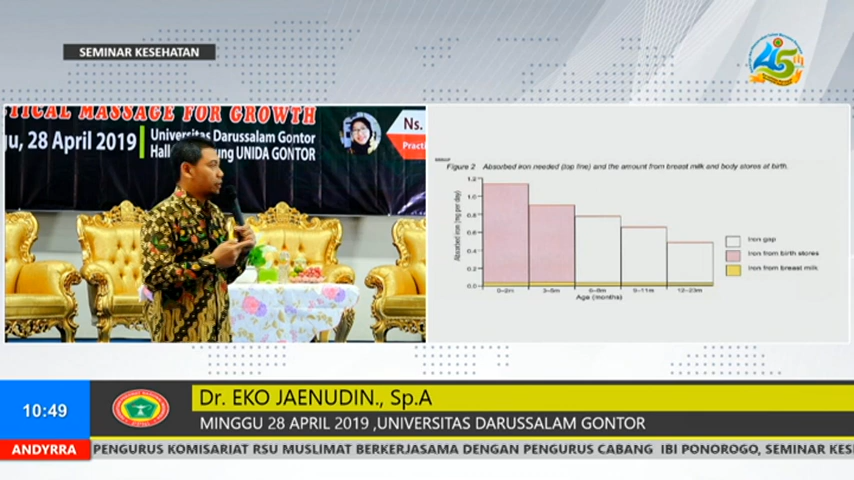 SEMINAR KESEHATAN
45
TICAL MASSAGE FOR GROWTH
gu, 28 April 2019
Universitas Darussalam Gontor
UNIDA GONTOR
Ns.
Practi
Figure 2 Absorbed iron needed (top line) and the amount from breast milk and body stores at birth.
Absorbed iron (mg per day)
1.2
1.0
0.8
0.6
0.4
0.2
0.0
0–2m
3–5m
6–8m
9–11m
12–23m
Age (months)
Iron gap
Iron from birth stores
Iron from breast milk
10:49
Dr. EKO JAENUDIN., Sp.A
MINGGU 28 APRIL 2019 ,UNIVERSITAS DARUSSALAM GONTOR
ANDYRRA
PENGURUS KOMISARIAT RSU MUSLIMAT BERKERJASAMA DENGAN PENGURUS CABANG IBI PONOROGO, SEMINAR KES